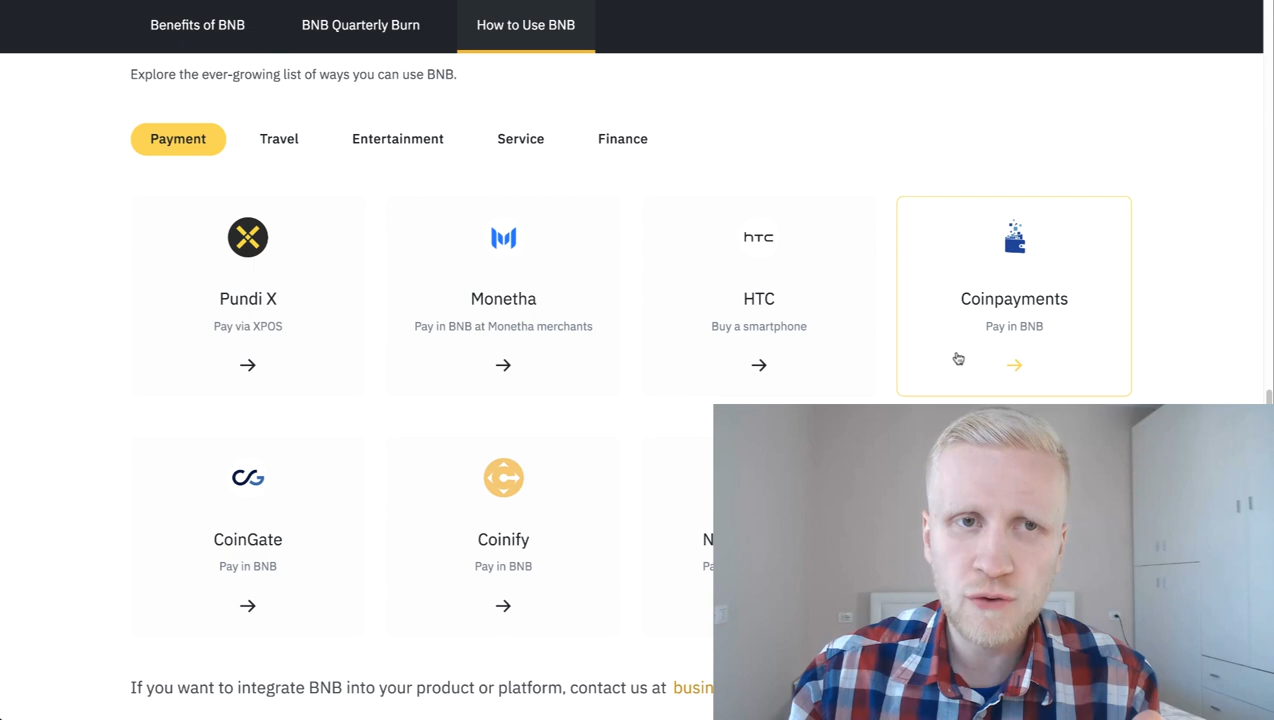 Benefits of BNB BNB Quarterly Burn How to Use BNB
Explore the ever-growing list of ways you can use BNB.
Payment Travel Entertainment Service Finance
htc
Pundi X Monetha HTC Coinpayments
Pay via XPOS Pay in BNB at Monetha merchants Buy a smartphone Pay in BNB
CoinGate Coinify
Pay in BNB Pay in BNB
If you want to integrate BNB into your product or platform, contact us at